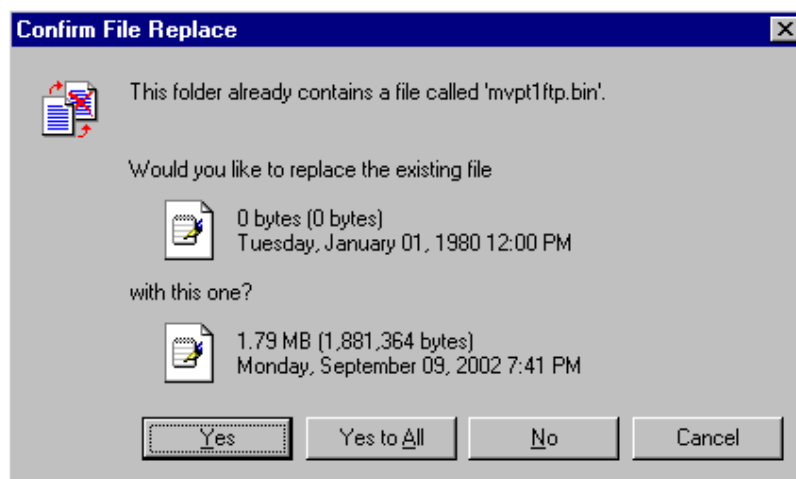 Confirm File Replace
This folder already contains a file called 'mvpt1ftp.bin'.
Would you like to replace the existing file
0 bytes (0 bytes)
Tuesday, January 01, 1980 12:00 PM
with this one?
1.79 MB (1,881,364 bytes)
Monday, September 09, 2002 7:41 PM
Yes Yes to All No Cancel